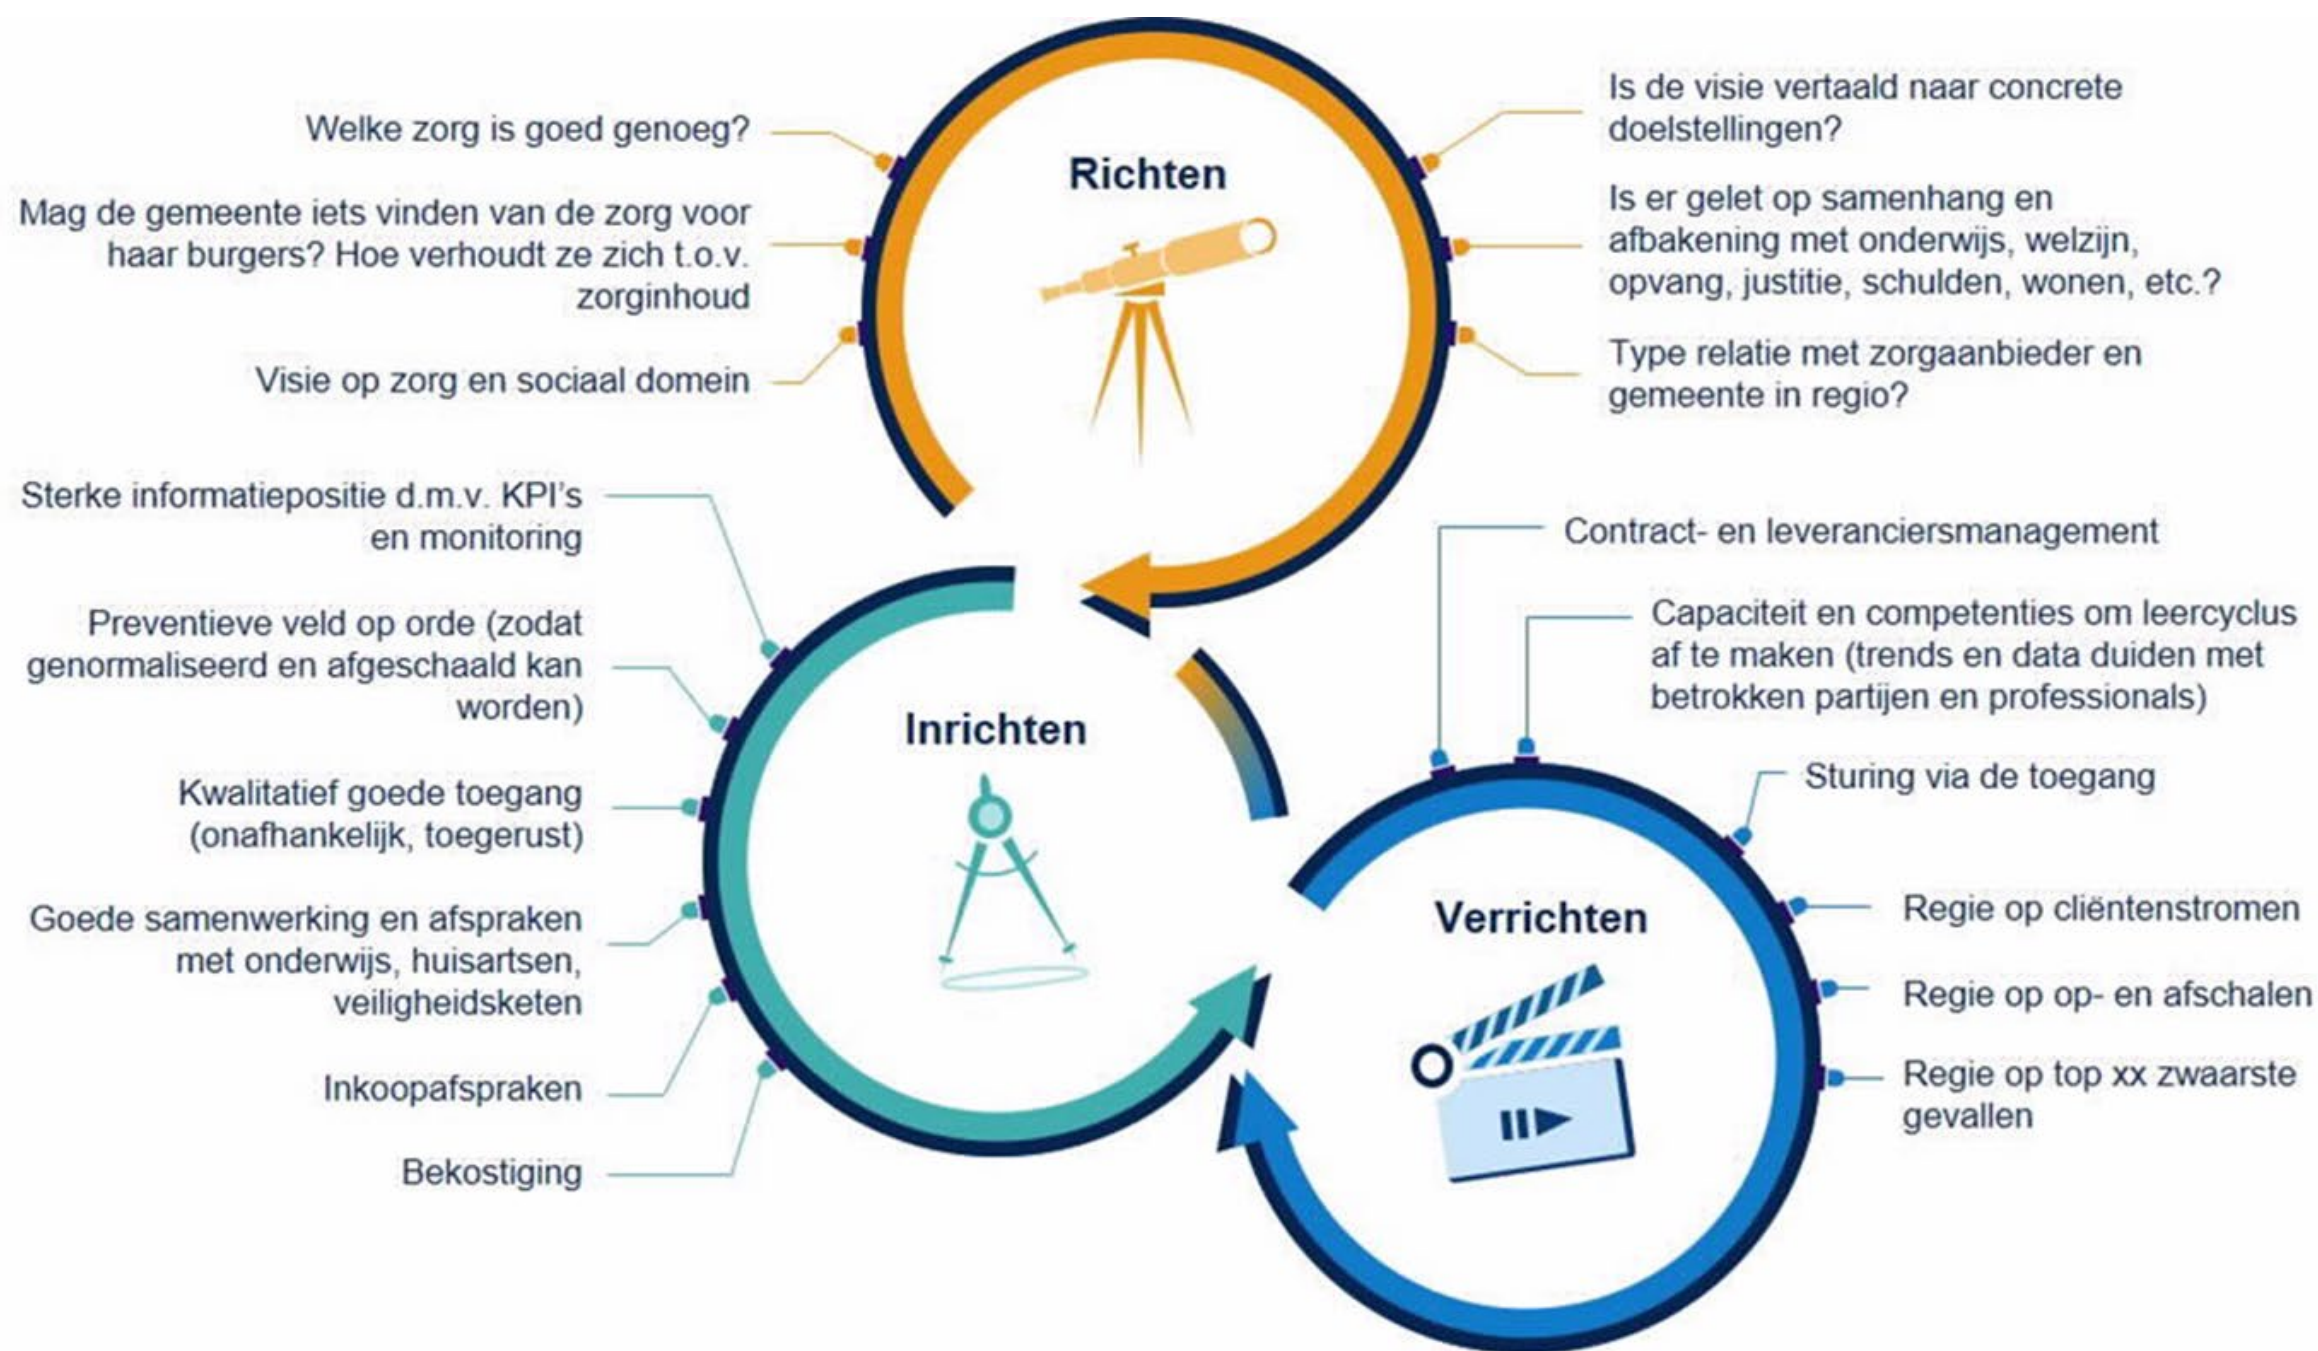 Richten
Welke zorg is goed genoeg?
Mag de gemeente iets vinden van de zorg voor
haar burgers? Hoe verhoudt ze zich t.o.v.
zorginhoud
Visie op zorg en sociaal domein
Is de visie vertaald naar concrete
doelstellingen?
Is er gelet op samenhang en
afbakening met onderwijs, welzijn,
opvang, justitie, schulden, wonen, etc.?
Type relatie met zorgaanbieder en
gemeente in regio?
Inrichten
Sterke informatiepositie d.m.v. KPI's
en monitoring
Preventieve veld op orde (zodat
genormaliseerd en afgeschaald kan
worden)
Kwalitatief goede toegang
(onafhankelijk, toegerust)
Goede samenwerking en afspraken
met onderwijs, huisartsen,
veiligheidsketen
Inkoopafspraken
Bekostiging
Verrichten
Contract- en leveranciersmanagement
Capaciteit en competenties om leercyclus
af te maken (trends en data duiden met
betrokken partijen en professionals)
Sturing via de toegang
Regie op cliëntenstromen
Regie op op- en afschalen
Regie op top xx zwaarste
gevallen